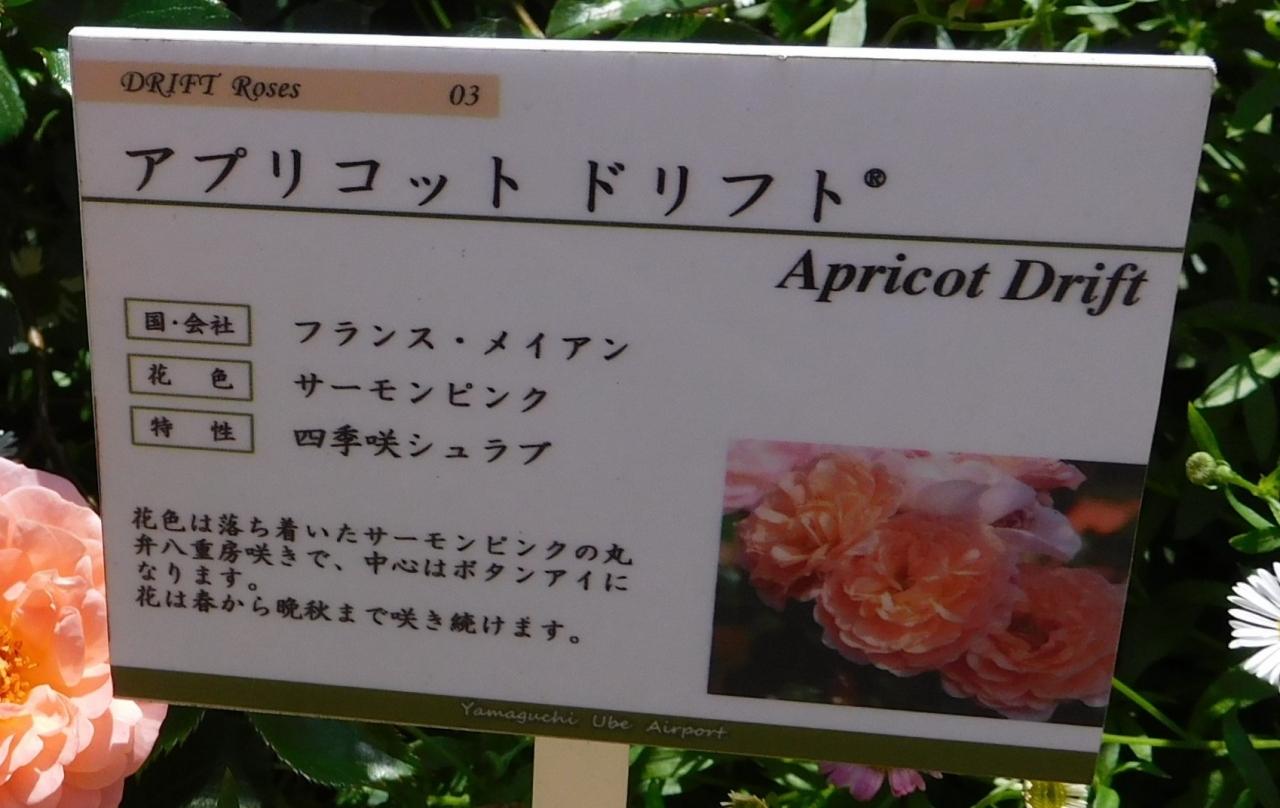 DRIFT Roses 03
アプリコット ドリフト®
Apricot Drift
国・会社 フランス・メイアン
花 色 サーモンピンク
特 性 四季咲シュラブ
花色は落ち着いたサーモンピンクの丸
弁八重房咲きで、中心はボタンアイに
なります。
花は春から晩秋まで咲き続けます。
Yamaguchi Ube Airport